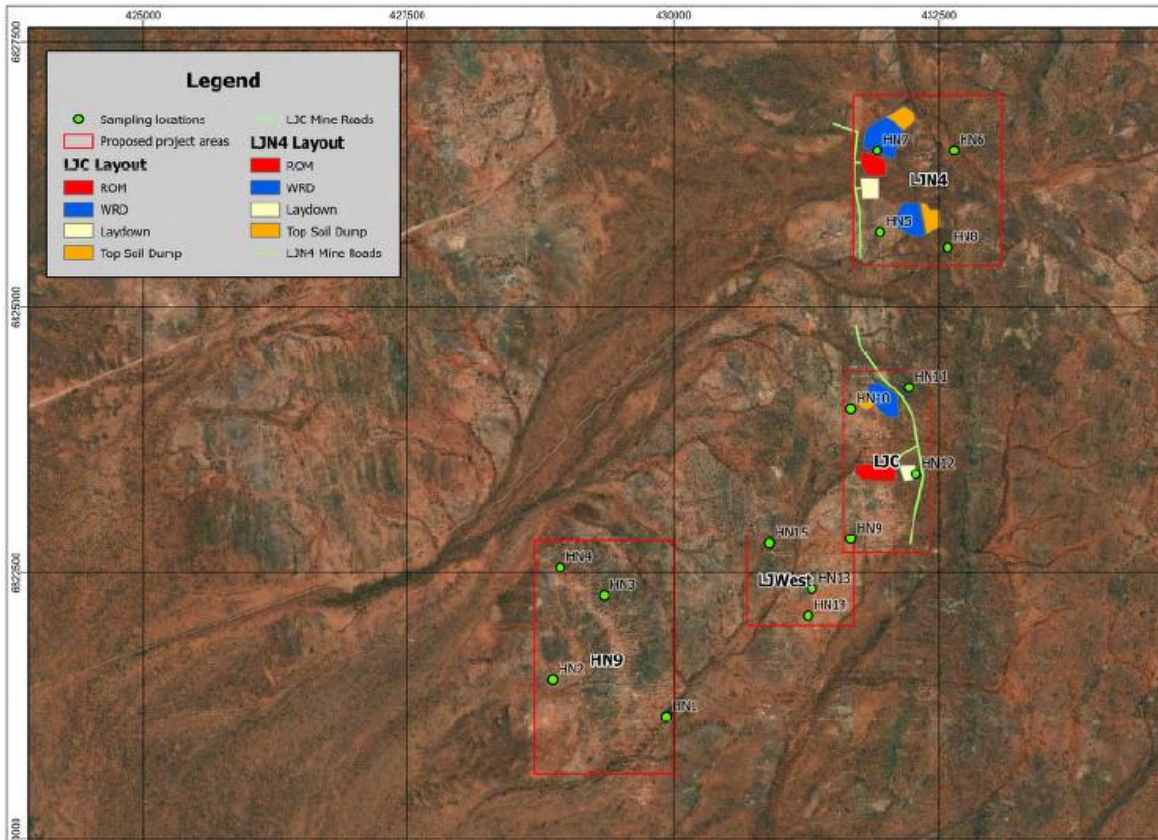 425000 427500 430000 432500
6827500
Legend
Sampling locations
Proposed project areas
LJC Layout
ROM
WRD
Laydown
Top Soil Dump
LJC Mine Roads
LJN4 Layout
ROM
WRD
Laydown
Top Soil Dump
LJN4 Mine Roads
HN7
HN6
LJN4
HN5
HN8
6825000
HN11
HN10
LJC
HN12
HN9
HN15
6822500
HN4
HN3
LJWest
HN13
HN9
HN2
HN1